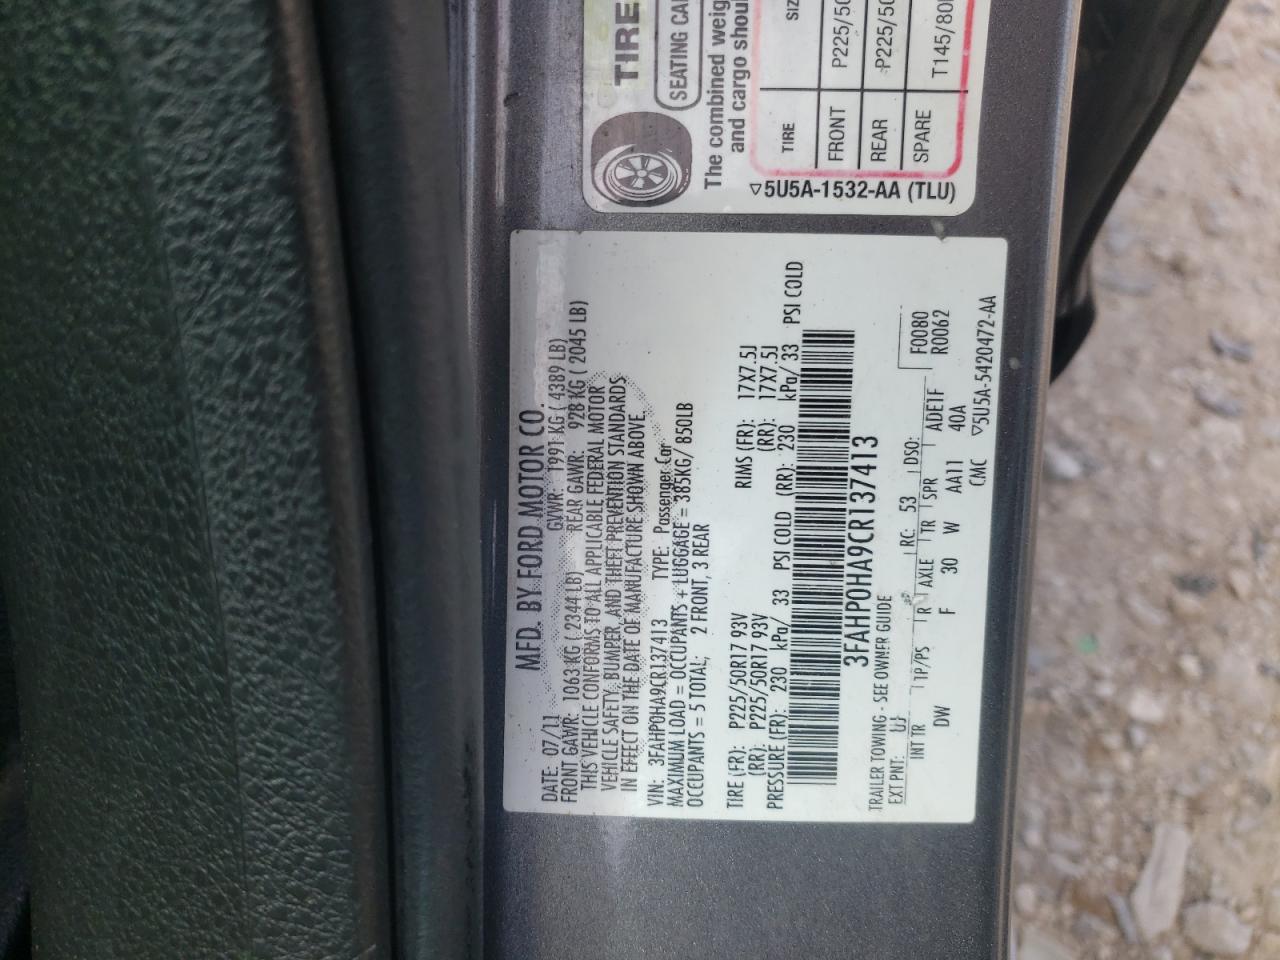 MFD. BY FORD MOTOR CO.
DATE: 07/11 GVWR: 1991 KG ( 4389 LB)
FRONT GAWR: 1063 KG ( 2344 LB) REAR GAWR: 928 KG ( 2045 LB)
THIS VEHICLE CONFORMS TO ALL APPLICABLE FEDERAL MOTOR
VEHICLE SAFETY, BUMPER, AND THEFT PREVENTION STANDARDS
IN EFFECT ON THE DATE OF MANUFACTURE SHOWN ABOVE.
VIN: 3FAHP0HA9CR137413 TYPE: Passenger Car
MAXIMUM LOAD = OCCUPANTS + LUGGAGE = 385KG/ 850LB
OCCUPANTS = 5 TOTAL, 2 FRONT, 3 REAR
TIRE (FR): P225/50R17 93V RIMS (FR): 17X7.5J
(RR): P225/50R17 93V (RR): 17X7.5J
PRESSURE (FR): 230 kPa/ 33 PSI COLD (RR): 230 kPa/ 33 PSI COLD
3FAHP0HA9CR137413
TRAILER TOWING - SEE OWNER GUIDE
EXT PNT: UJ RC: 53 DSO: F0080
R0062
INT TR TP/PS R AXLE TR SPR ADE1F
DW F 30 W AA11 40A
CMC ▽5U5A-5420472-AA
TIRE
SEATING CA
The combined weig
and cargo shou
TIRE SIZ
FRONT P225/50
REAR P225/50
SPARE T145/80
▽5U5A-1532-AA (TLU)